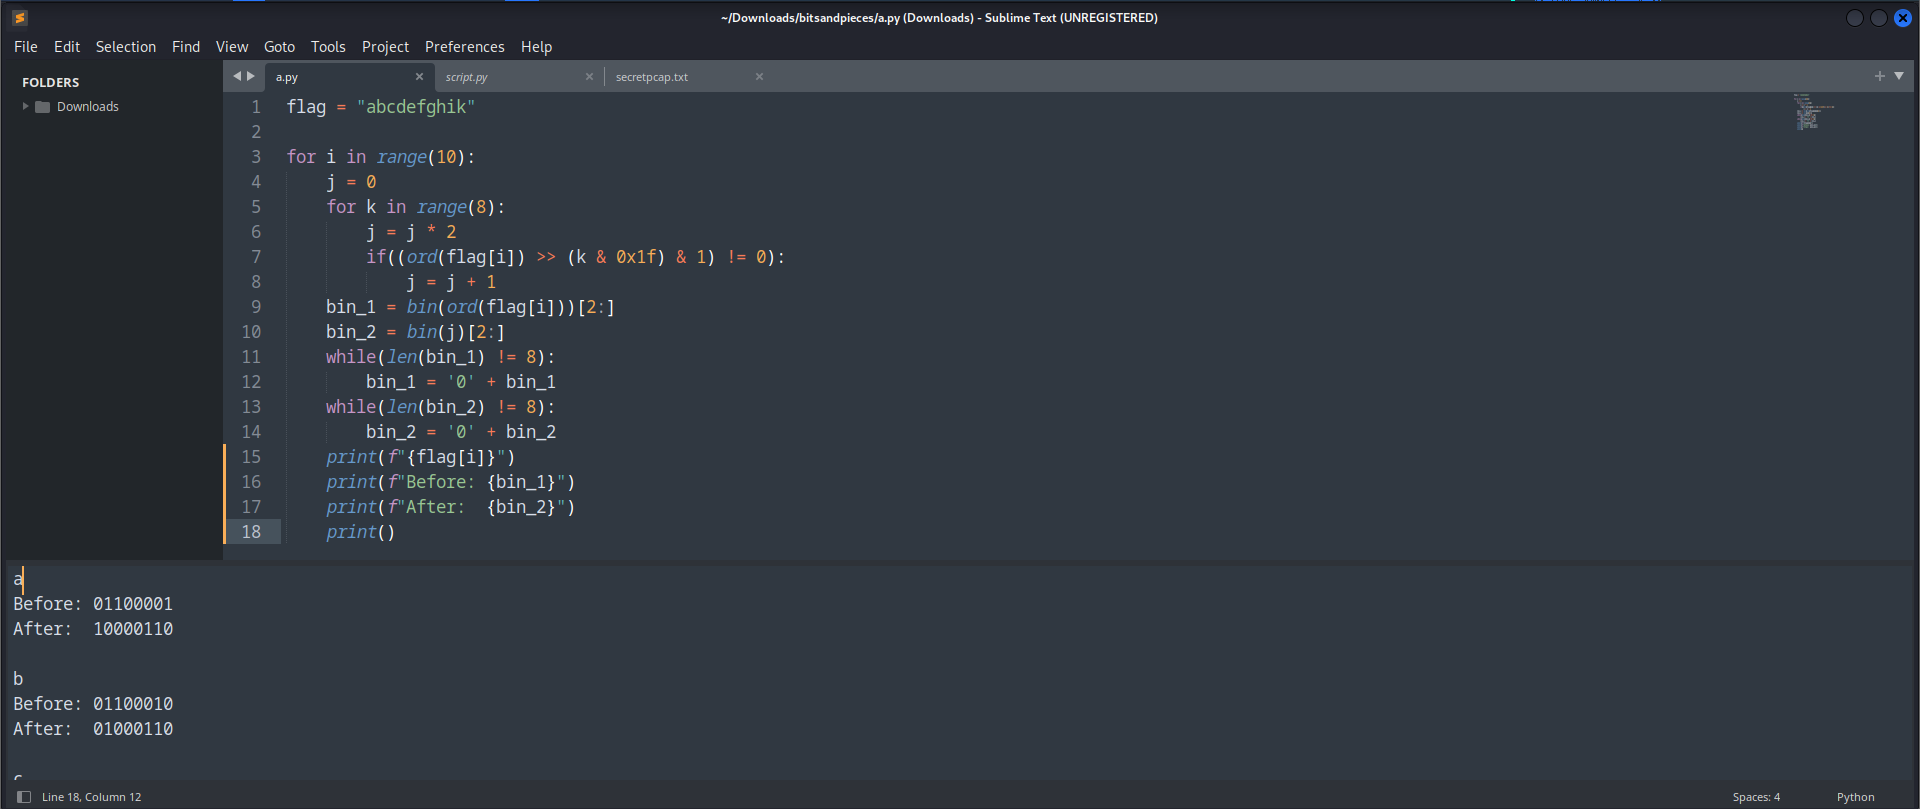 ~/Downloads/bitsandpieces/a.py (Downloads) - Sublime Text (UNREGISTERED)
File Edit Selection Find View Goto Tools Project Preferences Help
FOLDERS
Downloads
a.py script.py secretpcap.txt
1 flag = "abcdefghik"
2
3 for i in range(10):
4     j = 0
5     for k in range(8):
6         j = j * 2
7         if((ord(flag[i]) >> (k & 0x1f) & 1) != 0):
8             j = j + 1
9     bin_1 = bin(ord(flag[i]))[2:]
10     bin_2 = bin(j)[2:]
11     while(len(bin_1) != 8):
12         bin_1 = '0' + bin_1
13     while(len(bin_2) != 8):
14         bin_2 = '0' + bin_2
15     print(f"{flag[i]}")
16     print(f"Before: {bin_1}")
17     print(f"After:  {bin_2}")
18     print()
a
Before: 01100001
After:  10000110
b
Before: 01100010
After:  01000110
Line 18, Column 12
Spaces: 4
Python